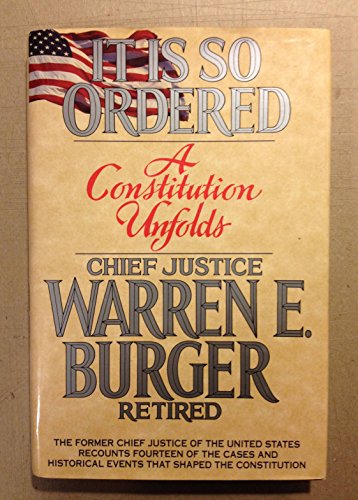 IT IS SO
ORDERED
A
Constitution
Unfolds
CHIEF JUSTICE
WARREN E.
BURGER
RETIRED
THE FORMER CHIEF JUSTICE OF THE UNITED STATES
RECOUNTS FOURTEEN OF THE CASES AND
HISTORICAL EVENTS THAT SHAPED THE CONSTITUTION